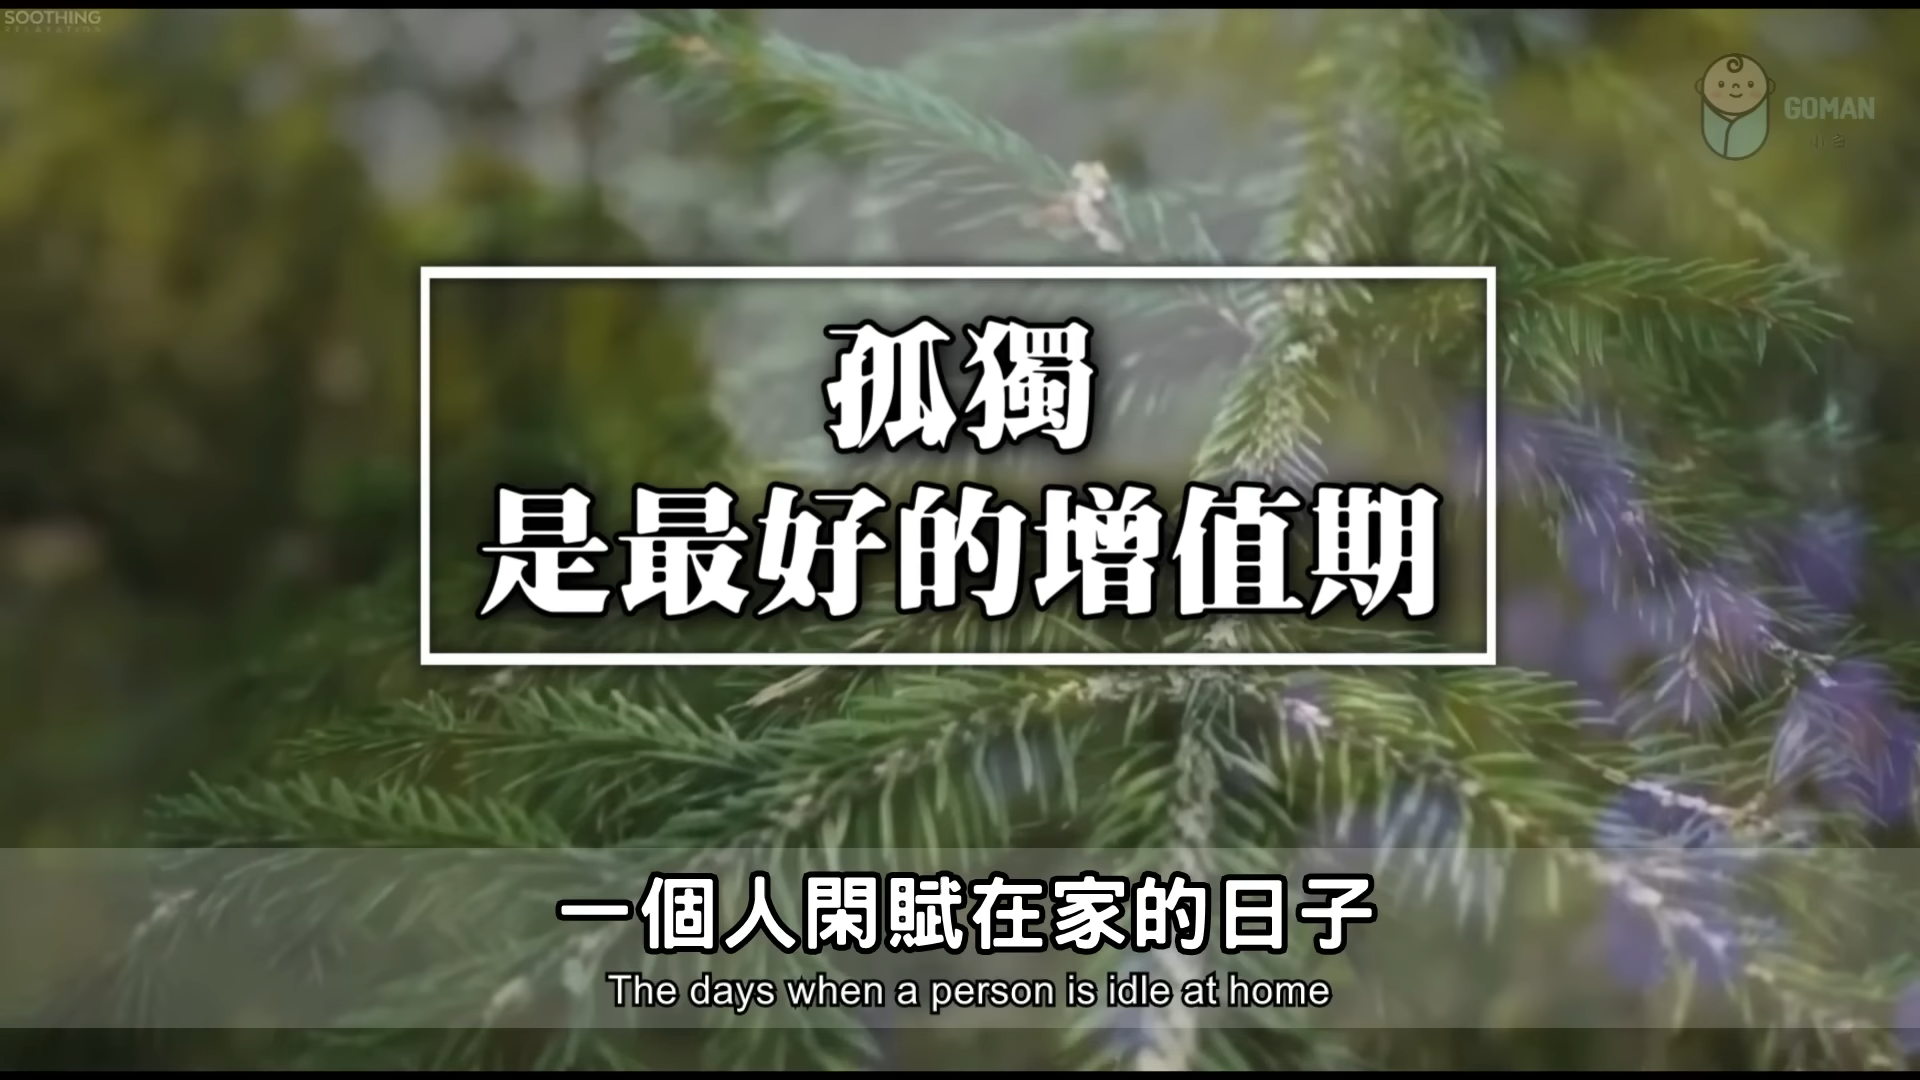 SOOTHING
RELAXATION
GOMAN
孤獨
是最好的增值期
一個人閑賦在家的日子
The days when a person is idle at home